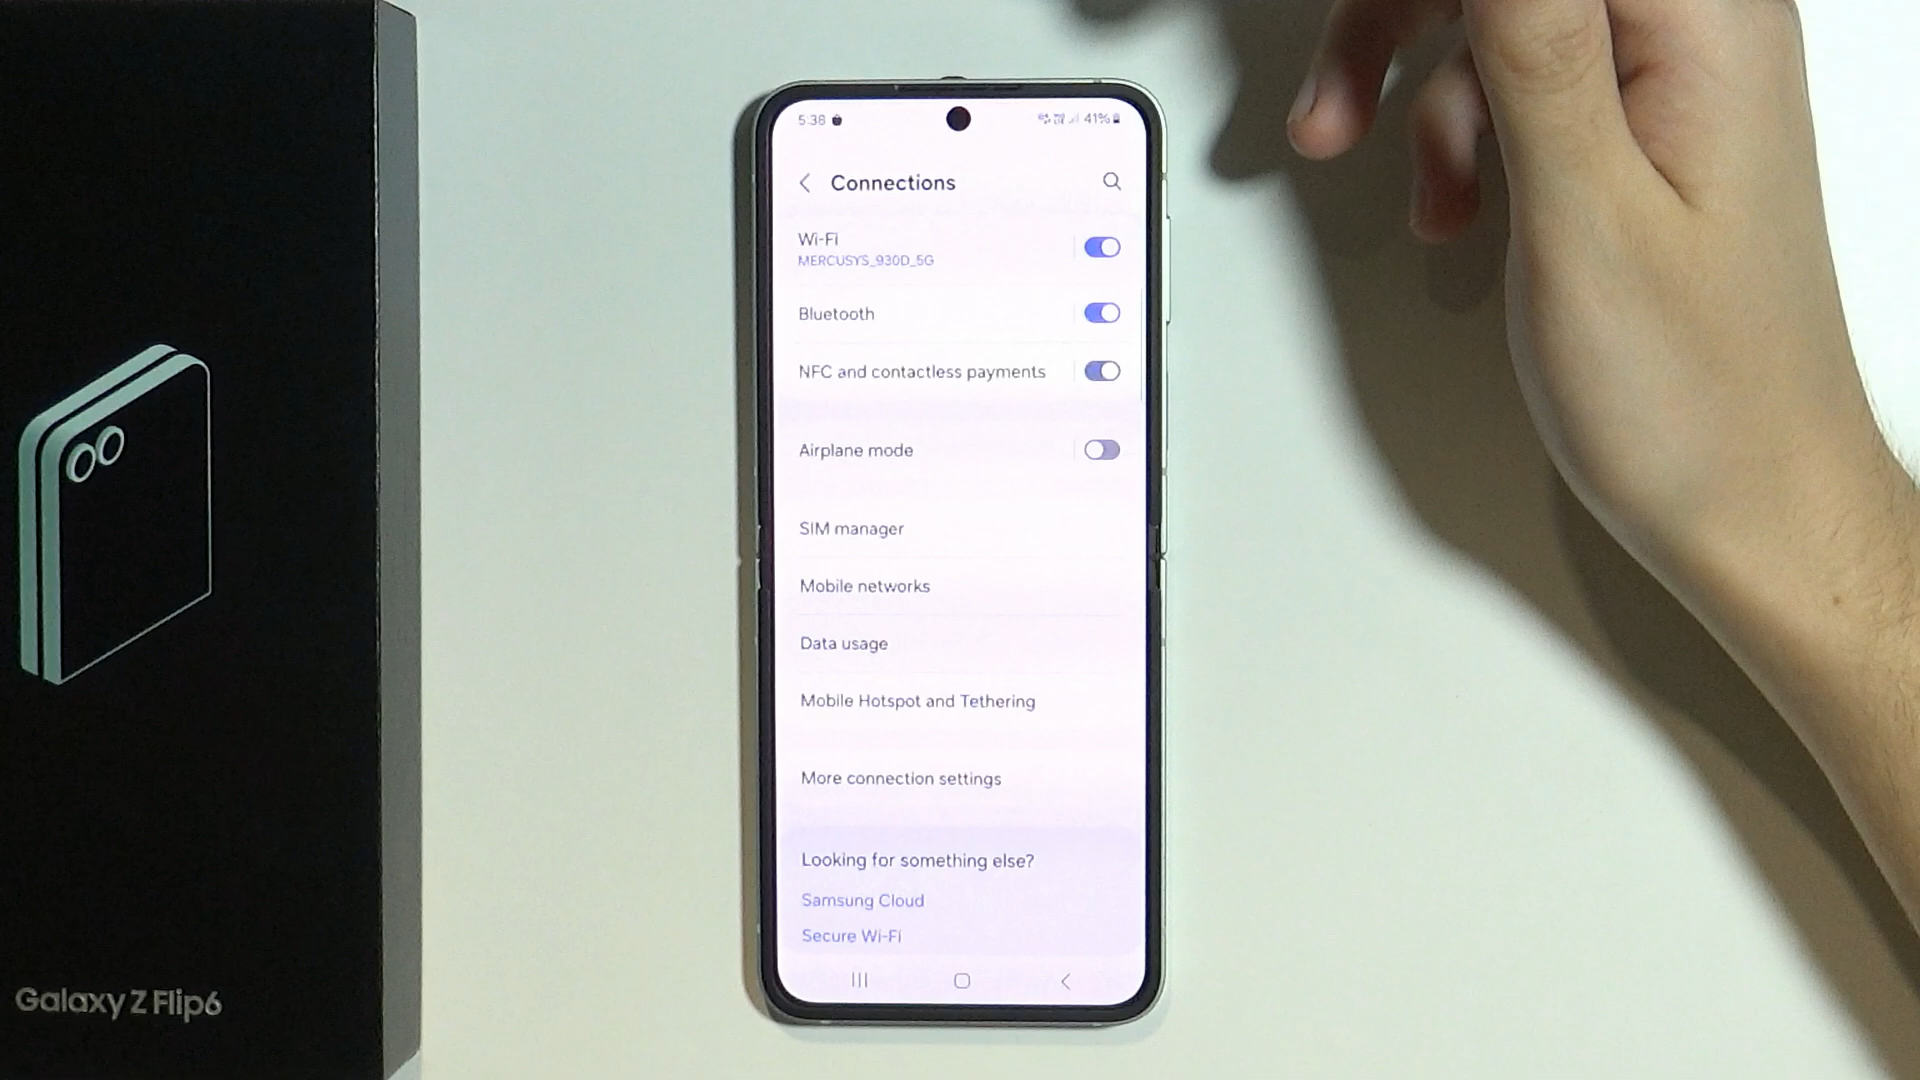 5:38
41%
Connections
Wi-Fi
MERCUSYS_930D_5G
Bluetooth
NFC and contactless payments
Airplane mode
SIM manager
Mobile networks
Data usage
Mobile Hotspot and Tethering
More connection settings
Looking for something else?
Samsung Cloud
Secure Wi-Fi
Galaxy Z Flip6